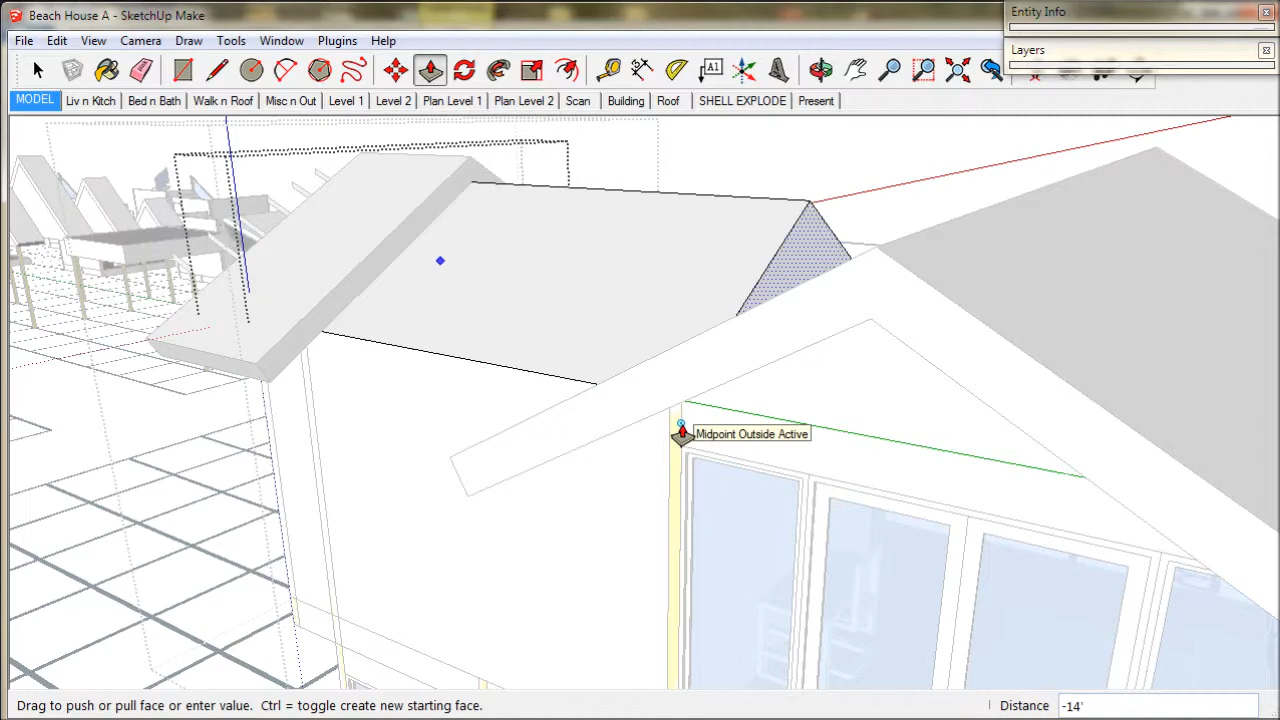 Beach House A - SketchUp Make
Entity Info
File Edit View Camera Draw Tools Window Plugins Help
Layers
A1
MODEL Liv n Kitch Bed n Bath Walk n Roof Misc n Out Level 1 Level 2 Plan Level 1 Plan Level 2 Scan Building Roof SHELL EXPLODE Present
Midpoint Outside Active
Drag to push or pull face or enter value. Ctrl = toggle create new starting face.
Distance -14'